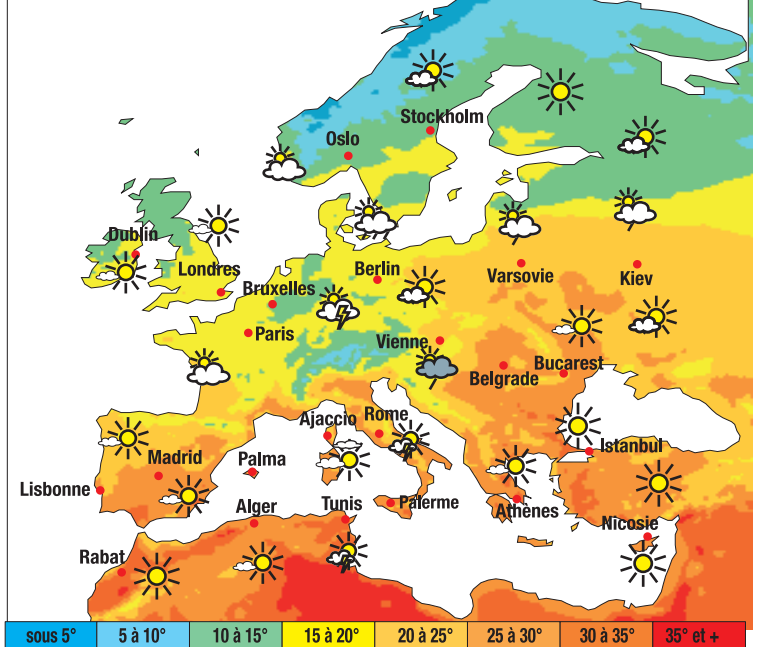 Stockholm
Oslo
Dublin
Londres
Berlin
Varsovie
Kiev
Bruxelles
Paris
Vienne
Bucarest
Belgrade
Ajaccio
Rome
Istanbul
Madrid
Palma
Lisbonne
Alger
Tunis
Palerme
Athènes
Nicosie
Rabat
sous 5°
5 à 10°
10 à 15°
15 à 20°
20 à 25°
25 à 30°
30 à 35°
35° et +